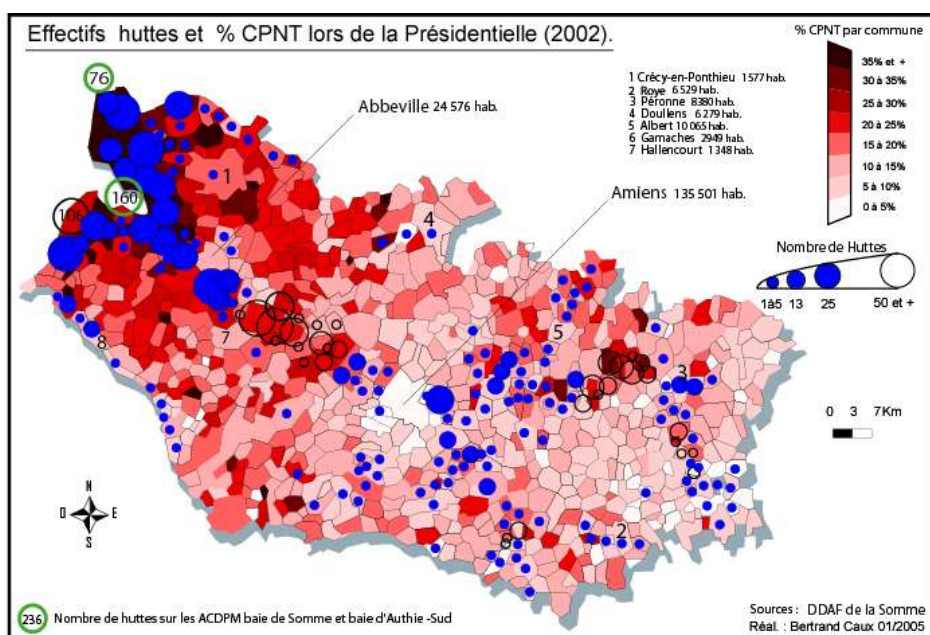 Effectifs huttes et % CPNT lors de la Présidentielle (2002).
% CPNT par commune
35% et +
30 à 35%
25 à 30%
20 à 25%
15 à 20%
10 à 15%
5 à 10%
0 à 5%
76
1 Crécy-en-Ponthieu 1577 hab.
2 Roye 6529 hab.
3 Péronne 8380 hab.
4 Doullens 6279 hab.
5 Albert 10 065 hab.
6 Gamaches 2949 hab.
7 Hallencourt 1348 hab.
Abbeville 24 576 hab.
1
160
106
Amiens 135 501 hab.
4
Nombre de Huttes
1à5 13 25 50 et +
7
8
5
3
0 3 7Km
N
O E
S
2
236 Nombre de huttes sur les ACDPM baie de Somme et baie d'Authie -Sud
Sources : DDAF de la Somme
Réal. : Bertrand Caux 01/2005